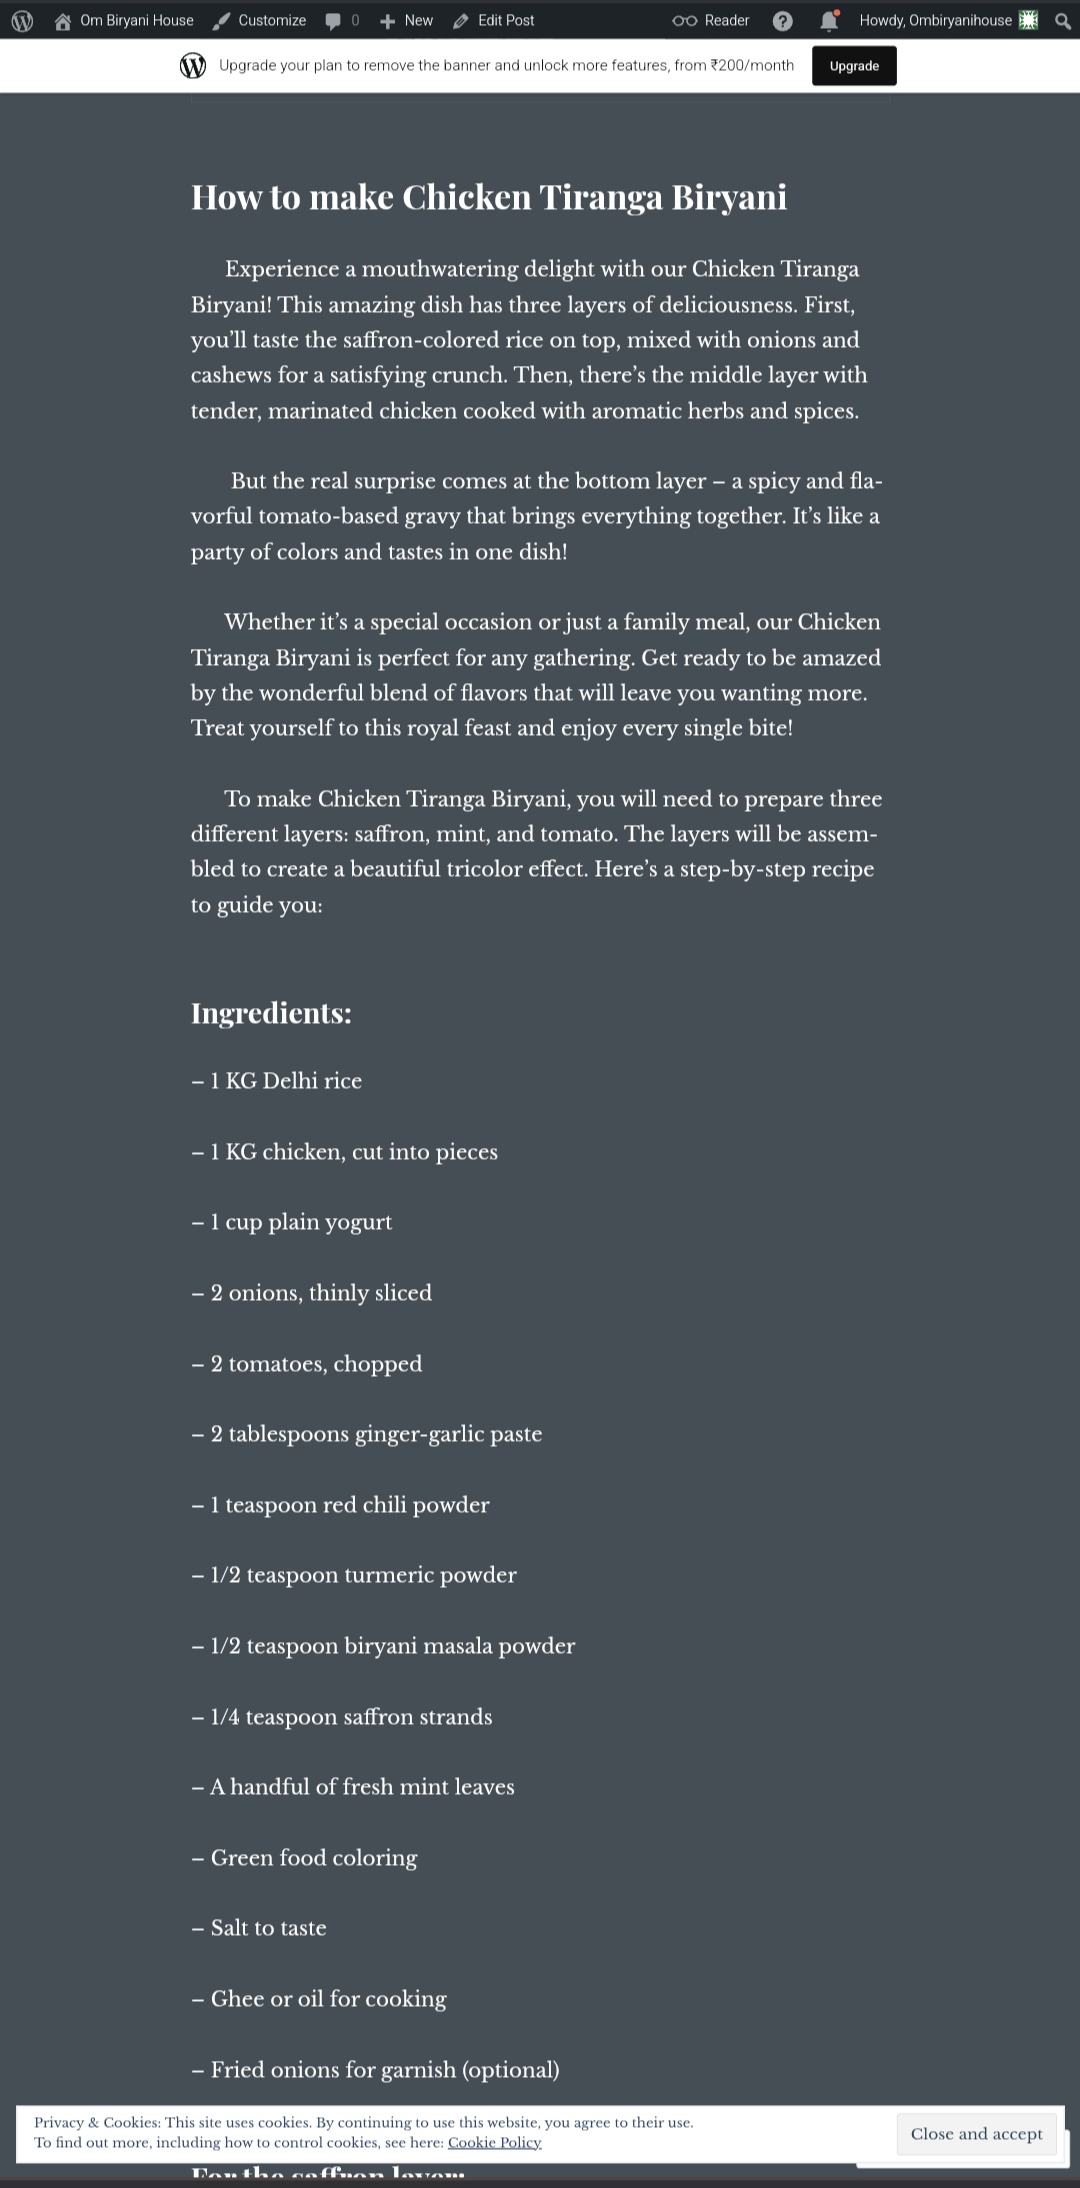 Om Biryani House Customize 0 New Edit Post Reader Howdy, Ombiryanihouse
Upgrade your plan to remove the banner and unlock more features, from ₹200/month Upgrade
How to make Chicken Tiranga Biryani
Experience a mouthwatering delight with our Chicken Tiranga
Biryani! This amazing dish has three layers of deliciousness. First,
you’ll taste the saffron-colored rice on top, mixed with onions and
cashews for a satisfying crunch. Then, there’s the middle layer with
tender, marinated chicken cooked with aromatic herbs and spices.
But the real surprise comes at the bottom layer – a spicy and fla-
vorful tomato-based gravy that brings everything together. It’s like a
party of colors and tastes in one dish!
Whether it’s a special occasion or just a family meal, our Chicken
Tiranga Biryani is perfect for any gathering. Get ready to be amazed
by the wonderful blend of flavors that will leave you wanting more.
Treat yourself to this royal feast and enjoy every single bite!
To make Chicken Tiranga Biryani, you will need to prepare three
different layers: saffron, mint, and tomato. The layers will be assem-
bled to create a beautiful tricolor effect. Here’s a step-by-step recipe
to guide you:
Ingredients:
– 1 KG Delhi rice
– 1 KG chicken, cut into pieces
– 1 cup plain yogurt
– 2 onions, thinly sliced
– 2 tomatoes, chopped
– 2 tablespoons ginger-garlic paste
– 1 teaspoon red chili powder
– 1/2 teaspoon turmeric powder
– 1/2 teaspoon biryani masala powder
– 1/4 teaspoon saffron strands
– A handful of fresh mint leaves
– Green food coloring
– Salt to taste
– Ghee or oil for cooking
– Fried onions for garnish (optional)
Privacy & Cookies: This site uses cookies. By continuing to use this website, you agree to their use.
To find out more, including how to control cookies, see here: Cookie Policy
Close and accept
For the saffron layer: